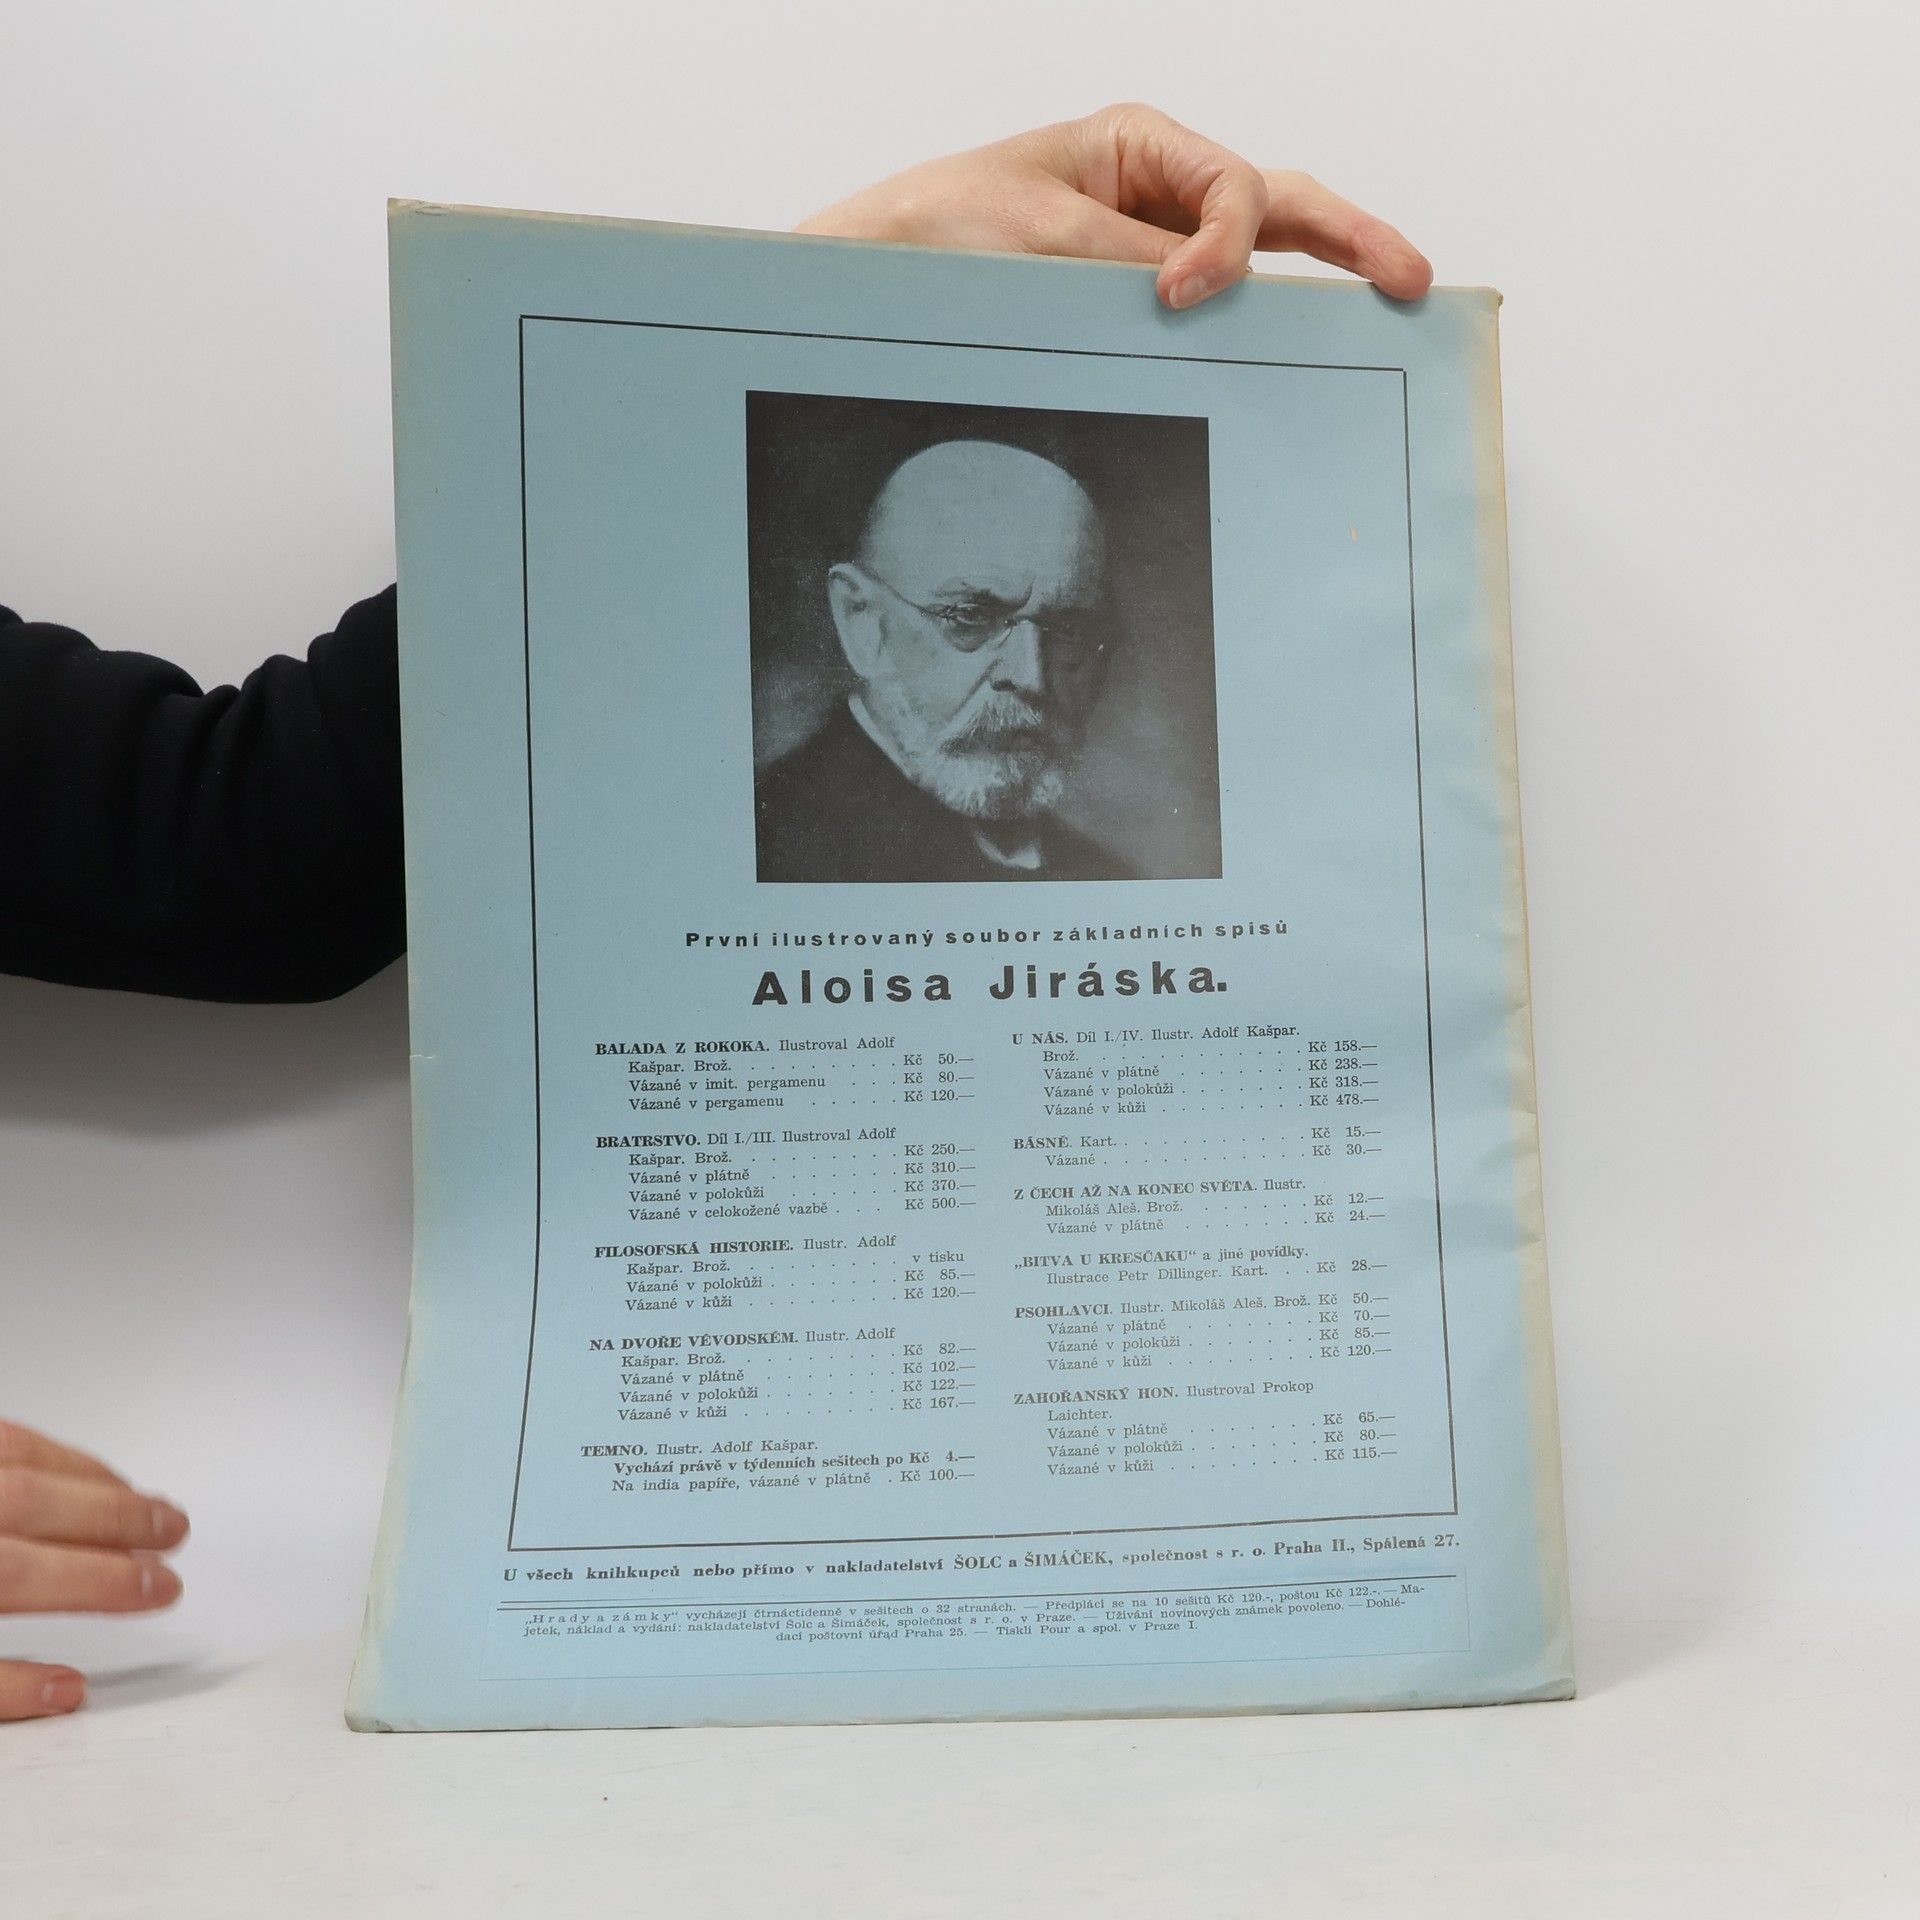 První ilustrovaný soubor základních spisů
Aloisa Jiráska.
BALADA Z ROKOKA. Ilustroval Adolf
Kašpar. Brož. . . . . . . . . Kč 50.—
Vázané v imit. pergamenu . . . Kč 80.—
Vázané v pergamenu . . . . . Kč 120.—
BRATRSTVO. Díl I./III. Ilustroval Adolf
Kašpar. Brož. . . . . . . . . Kč 250.—
Vázané v plátně . . . . . . . Kč 310.—
Vázané v polokůži . . . . . . Kč 370.—
Vázané v celokožené vazbě . . . Kč 500.—
FILOSOFSKÁ HISTORIE. Ilustr. Adolf
Kašpar. Brož. . . . . . . . . v tisku
Vázané v polokůži . . . . . . . Kč 85.—
Vázané v kůži . . . . . . . . Kč 120.—
NA DVOŘE VÉVODSKÉM. Ilustr. Adolf
Kašpar. Brož. . . . . . . . . Kč 82.—
Vázané v plátně . . . . . . . Kč 102.—
Vázané v polokůži . . . . . . . Kč 122.—
Vázané v kůži . . . . . . . . Kč 167.—
TEMNO. Ilustr. Adolf Kašpar.
Vychází právě v týdenních sešitech po Kč 4.—
Na india papíře, vázané v plátně . Kč 100.—
U NÁS. Díl I./IV. Ilustr. Adolf Kašpar.
Brož. . . . . . . . . . . . Kč 158.—
Vázané v plátně . . . . . . . Kč 238.—
Vázané v polokůži . . . . . . . Kč 318.—
Vázané v kůži . . . . . . . . Kč 478.—
BÁSNĚ. Kart. . . . . . . . . . . Kč 15.—
Vázané . . . . . . . . . . . Kč 30.—
Z ČECH AŽ NA KONEC SVĚTA. Ilustr.
Mikoláš Aleš. Brož. . . . . . . Kč 12.—
Vázané v plátně . . . . . . . Kč 24.—
„BITVA U KRESČAKU“ a jiné povídky.
Ilustrace Petr Dillinger. Kart. . . Kč 28.—
PSOHLAVCI. Ilustr. Mikoláš Aleš. Brož. Kč 50.—
Vázané v plátně . . . . . . . Kč 70.—
Vázané v polokůži . . . . . . . Kč 85.—
Vázané v kůži . . . . . . . . Kč 120.—
ZAHOŘANSKÝ HON. Ilustroval Prokop
Laichter.
Vázané v plátně . . . . . . . Kč 65.—
Vázané v polokůži . . . . . . . Kč 80.—
Vázané v kůži . . . . . . . . Kč 115.—
U všech knihkupců nebo přímo v nakladatelství ŠOLC a ŠIMÁČEK, společnost s r. o. Praha II., Spálená 27.
„Hrady a zámky“ vycházejí čtrnáctidenně v sešitech o 32 stranách. — Předplácí se na 10 sešitů Kč 120.-, poštou Kč 122.-. — Ma-
jetek, náklad a vydání: nakladatelství Šolc a Šimáček, společnost s r. o. v Praze. — Užívání novinových známek povoleno. — Dohlé-
dací poštovní úřad Praha 25. — Tiskli Pour a spol. v Praze I.